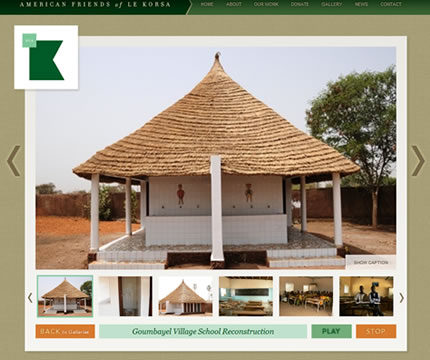 AMERICAN FRIENDS of LE KORSA
HOME ABOUT OUR WORK DONATE GALLERY NEWS CONTACT
SHOW CAPTION
BACK to Galleries Goumbayel Village School Reconstruction PLAY STOP